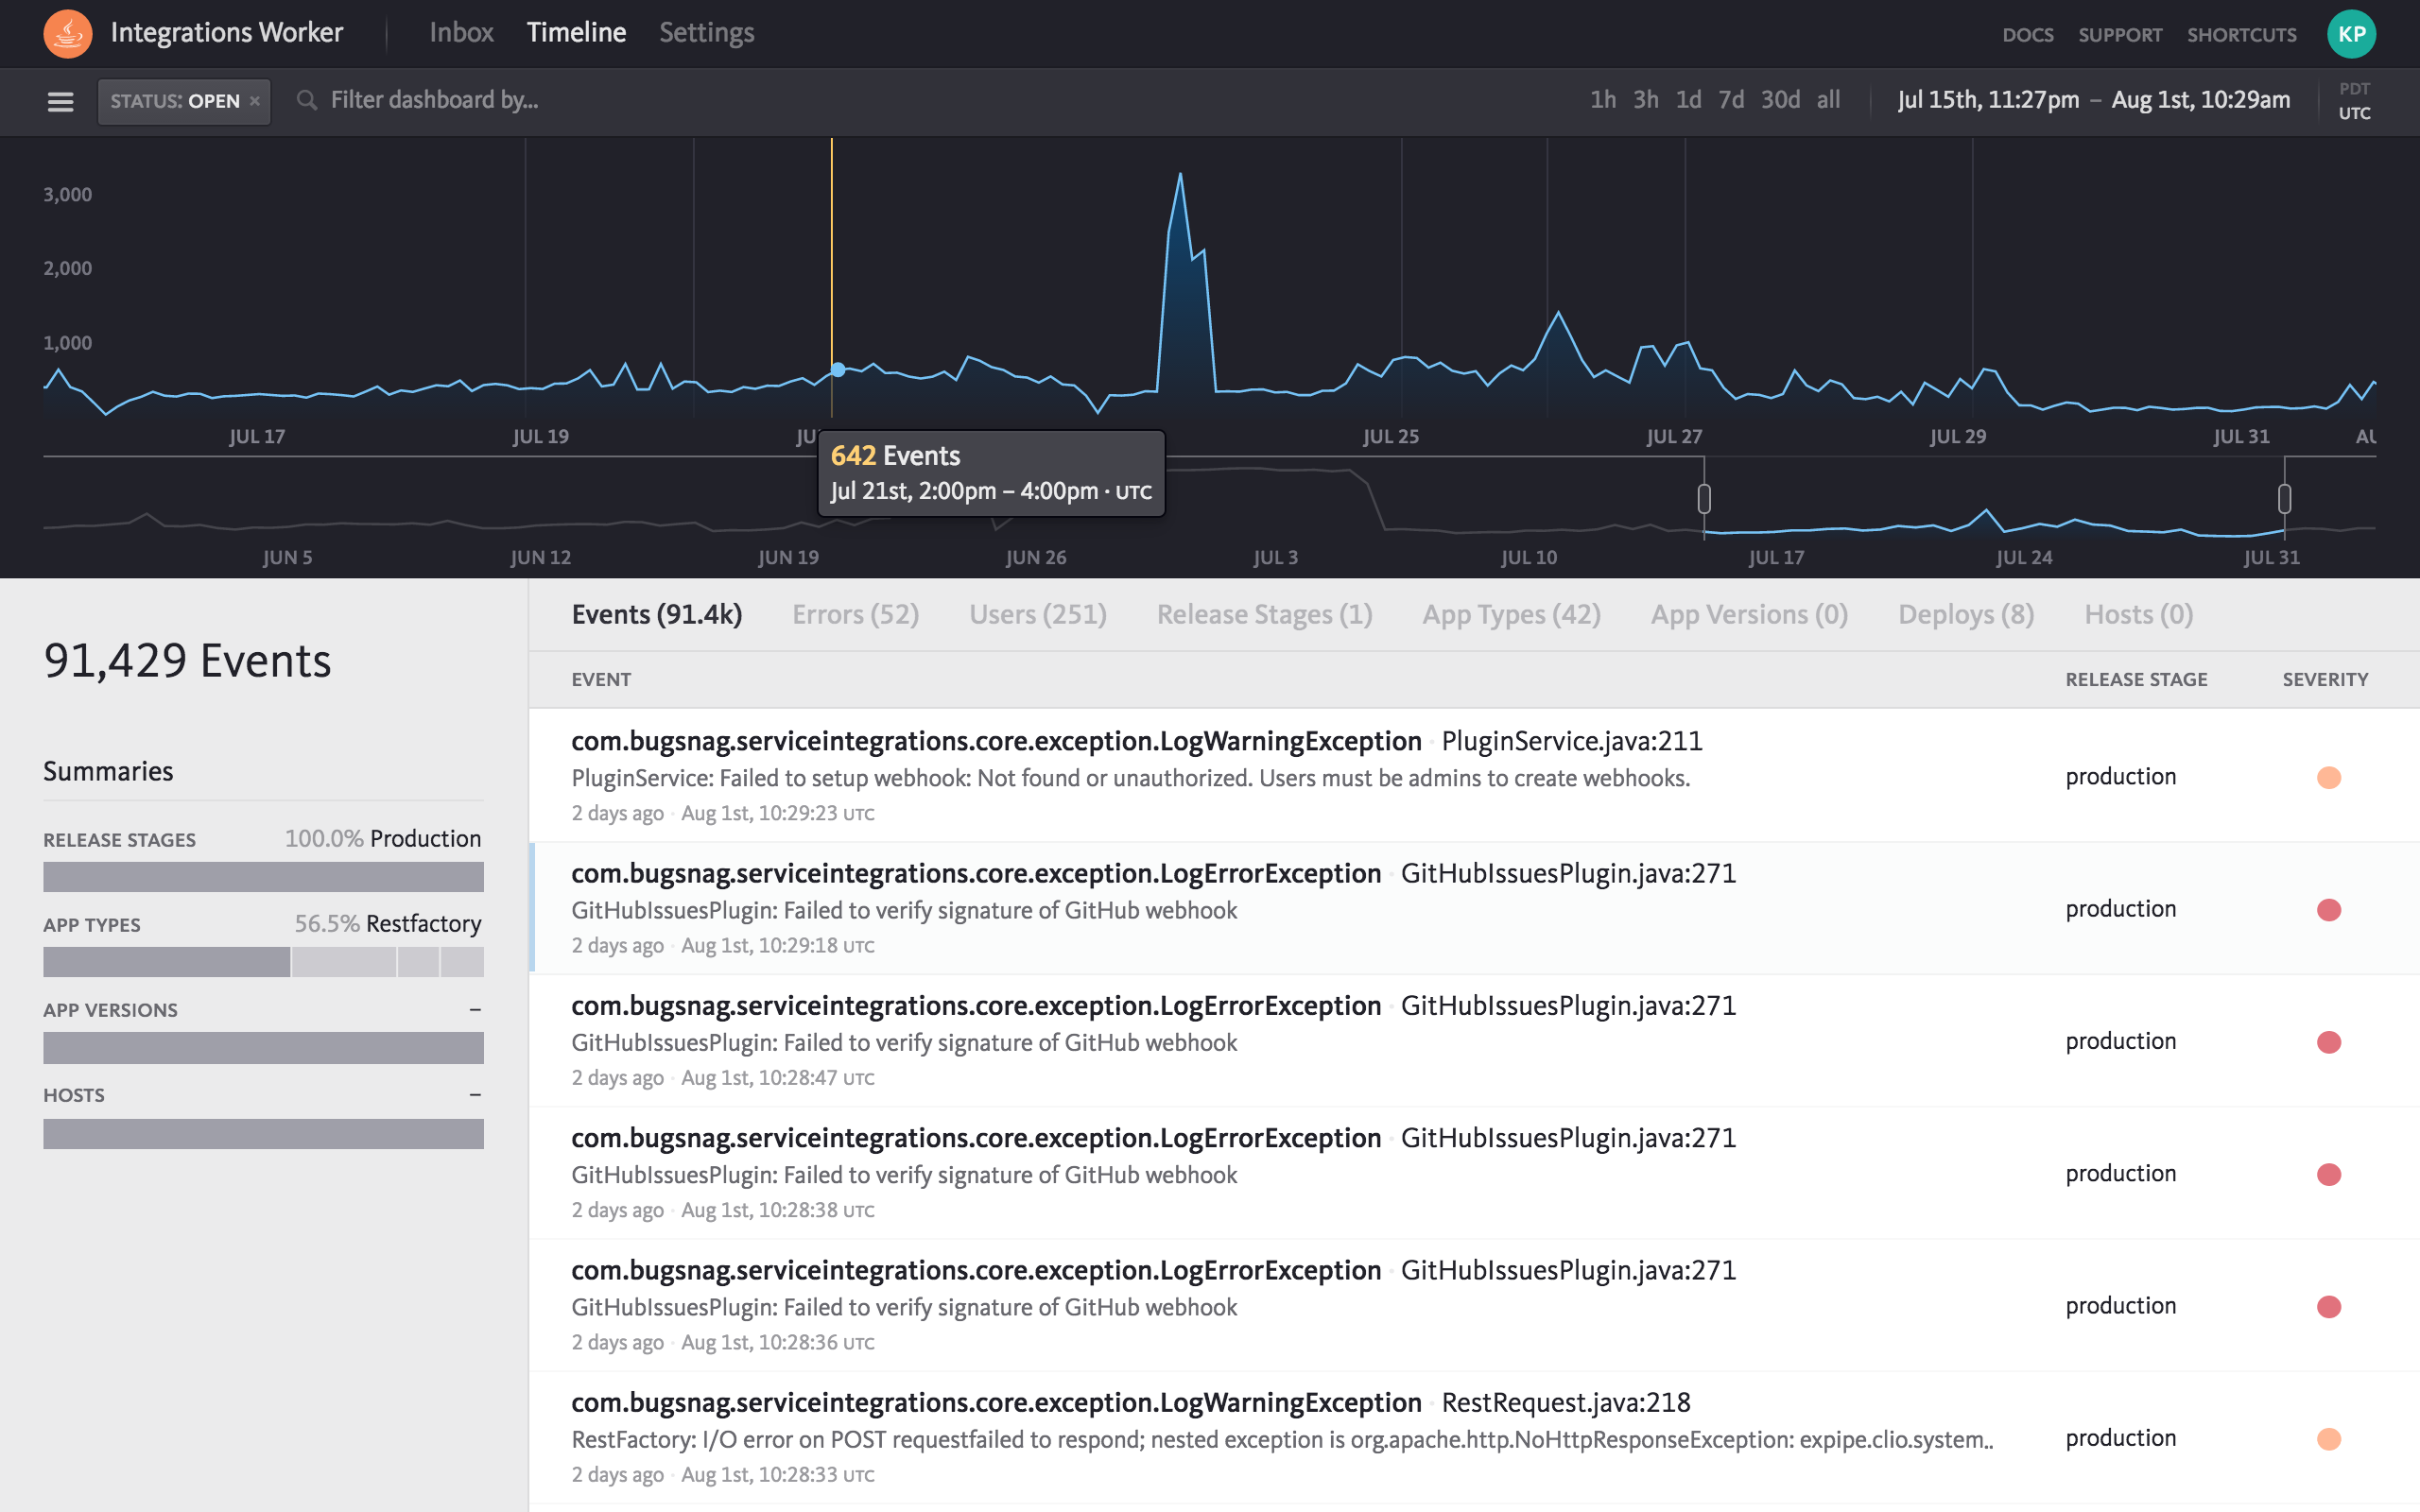 Integrations Worker Inbox Timeline Settings DOCS SUPPORT SHORTCUTS KP
STATUS: OPEN × Filter dashboard by... 1h 3h 1d 7d 30d all Jul 15th, 11:27pm – Aug 1st, 10:29am PDT
UTC
3,000
2,000
1,000
JUL 17 JUL 19 JUL 25 JUL 27 JUL 29 JUL 31
642 Events
Jul 21st, 2:00pm – 4:00pm · UTC
JUN 5 JUN 12 JUN 19 JUN 26 JUL 3 JUL 10 JUL 17 JUL 24 JUL 31
91,429 Events
Summaries
RELEASE STAGES 100.0% Production
APP TYPES 56.5% Restfactory
APP VERSIONS –
HOSTS –
Events (91.4k) Errors (52) Users (251) Release Stages (1) App Types (42) App Versions (0) Deploys (8) Hosts (0)
EVENT RELEASE STAGE SEVERITY
com.bugsnag.serviceintegrations.core.exception.LogWarningException · PluginService.java:211
PluginService: Failed to setup webhook: Not found or unauthorized. Users must be admins to create webhooks.
2 days ago · Aug 1st, 10:29:23 UTC
production
com.bugsnag.serviceintegrations.core.exception.LogErrorException · GitHubIssuesPlugin.java:271
GitHubIssuesPlugin: Failed to verify signature of GitHub webhook
2 days ago · Aug 1st, 10:29:18 UTC
production
com.bugsnag.serviceintegrations.core.exception.LogErrorException · GitHubIssuesPlugin.java:271
GitHubIssuesPlugin: Failed to verify signature of GitHub webhook
2 days ago · Aug 1st, 10:28:47 UTC
production
com.bugsnag.serviceintegrations.core.exception.LogErrorException · GitHubIssuesPlugin.java:271
GitHubIssuesPlugin: Failed to verify signature of GitHub webhook
2 days ago · Aug 1st, 10:28:38 UTC
production
com.bugsnag.serviceintegrations.core.exception.LogErrorException · GitHubIssuesPlugin.java:271
GitHubIssuesPlugin: Failed to verify signature of GitHub webhook
2 days ago · Aug 1st, 10:28:36 UTC
production
com.bugsnag.serviceintegrations.core.exception.LogWarningException · RestRequest.java:218
RestFactory: I/O error on POST requestfailed to respond; nested exception is org.apache.http.NoHttpResponseException: expipe.clio.system..
2 days ago · Aug 1st, 10:28:33 UTC
production